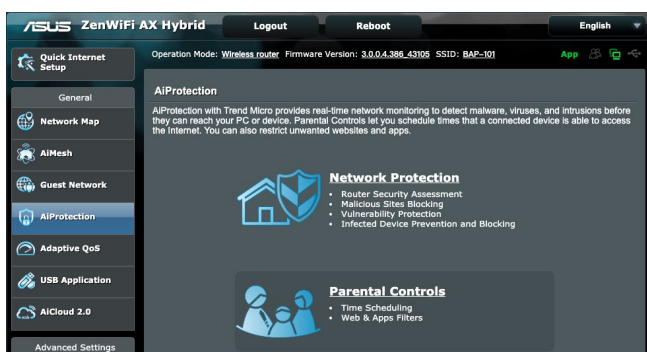 ASUS ZenWiFi AX Hybrid Logout Reboot English
Quick Internet Setup
Operation Mode: Wireless router Firmware Version: 3.0.0.4.386_43105 SSID: BAP-101 App
General
Network Map
AiMesh
Guest Network
AiProtection
Adaptive QoS
USB Application
AiCloud 2.0
Advanced Settings
AiProtection
AiProtection with Trend Micro provides real-time network monitoring to detect malware, viruses, and intrusions before
they can reach your PC or device. Parental Controls let you schedule times that a connected device is able to access
the Internet. You can also restrict unwanted websites and apps.
Network Protection
• Router Security Assessment
• Malicious Sites Blocking
• Vulnerability Protection
• Infected Device Prevention and Blocking
Parental Controls
• Time Scheduling
• Web & Apps Filters